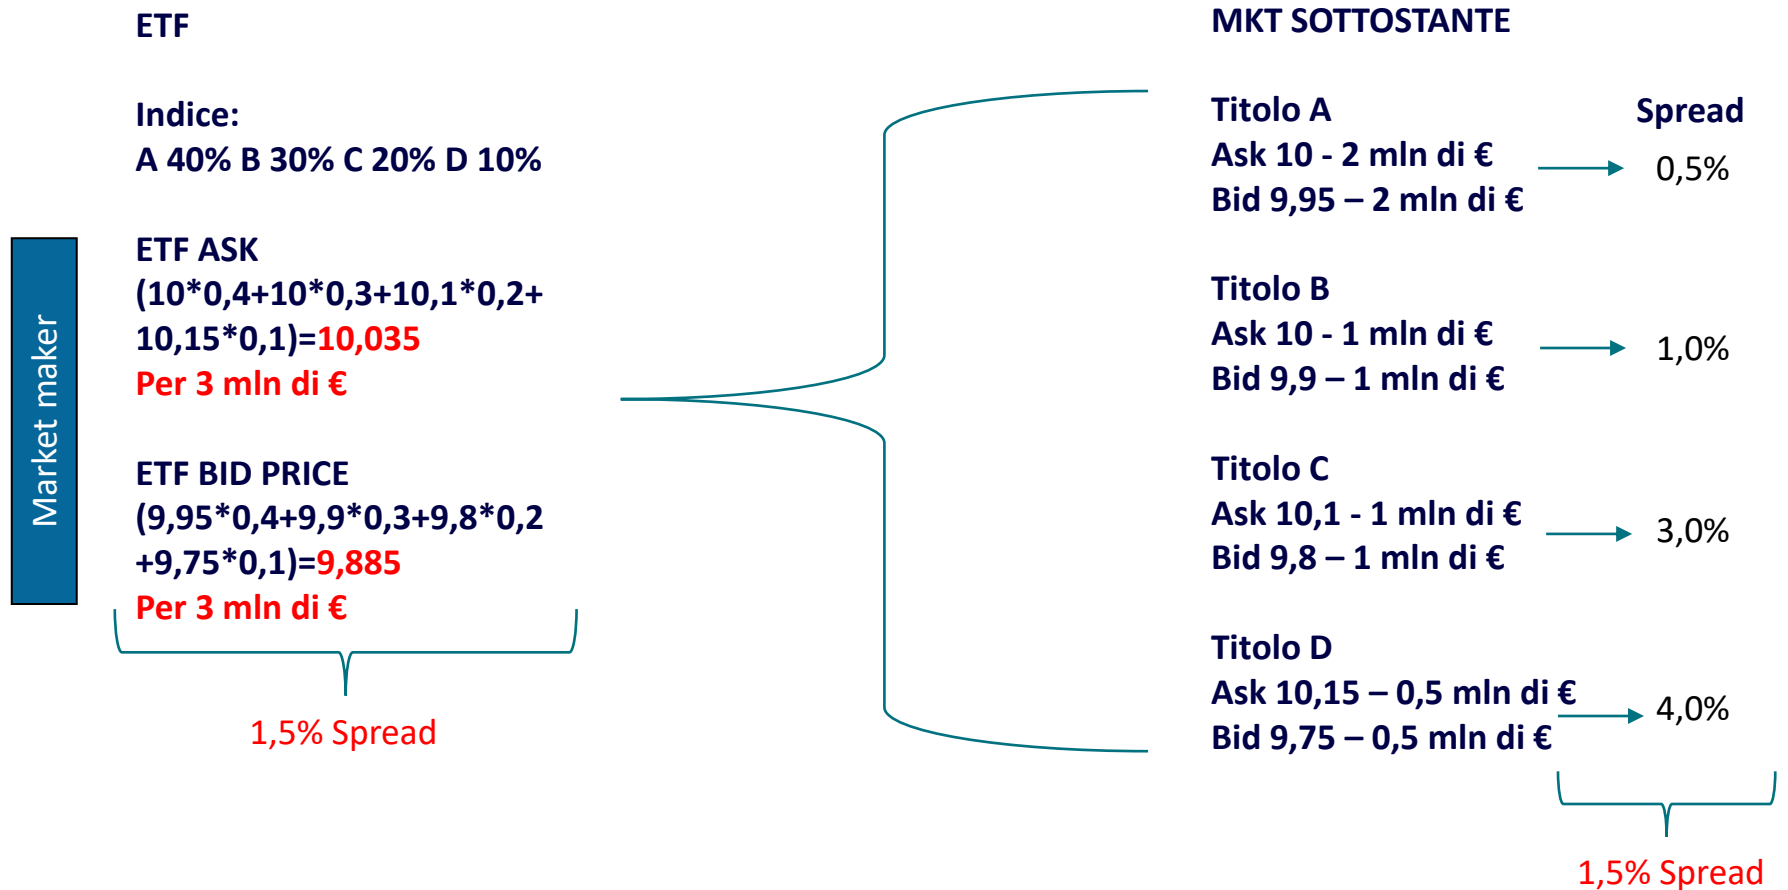 ETF
Indice:
A 40% B 30% C 20% D 10%
Market maker
ETF ASK
(10*0,4+10*0,3+10,1*0,2+
10,15*0,1)=10,035
Per 3 mln di €
ETF BID PRICE
(9,95*0,4+9,9*0,3+9,8*0,2
+9,75*0,1)=9,885
Per 3 mln di €
1,5% Spread
MKT SOTTOSTANTE
Spread
Titolo A
Ask 10 - 2 mln di €
Bid 9,95 – 2 mln di €
0,5%
Titolo B
Ask 10 - 1 mln di €
Bid 9,9 – 1 mln di €
1,0%
Titolo C
Ask 10,1 - 1 mln di €
Bid 9,8 – 1 mln di €
3,0%
Titolo D
Ask 10,15 – 0,5 mln di €
Bid 9,75 – 0,5 mln di €
4,0%
1,5% Spread